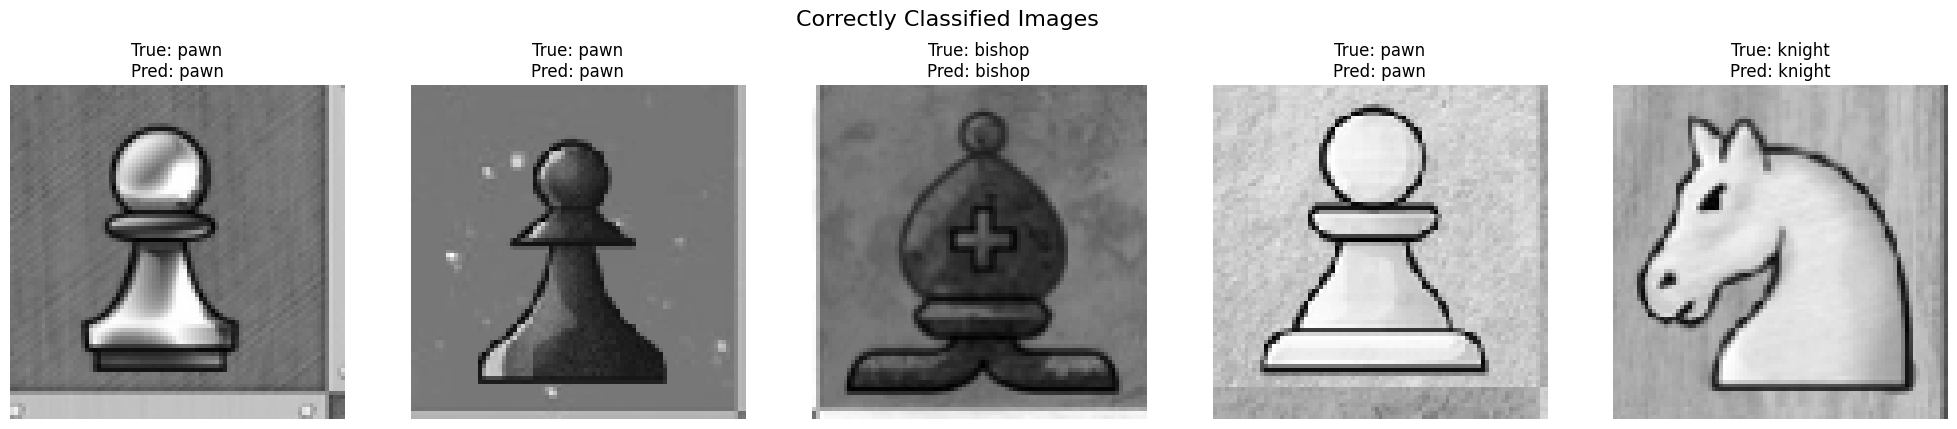 Correctly Classified Images
True: pawn
Pred: pawn
True: pawn
Pred: pawn
True: bishop
Pred: bishop
True: pawn
Pred: pawn
True: knight
Pred: knight